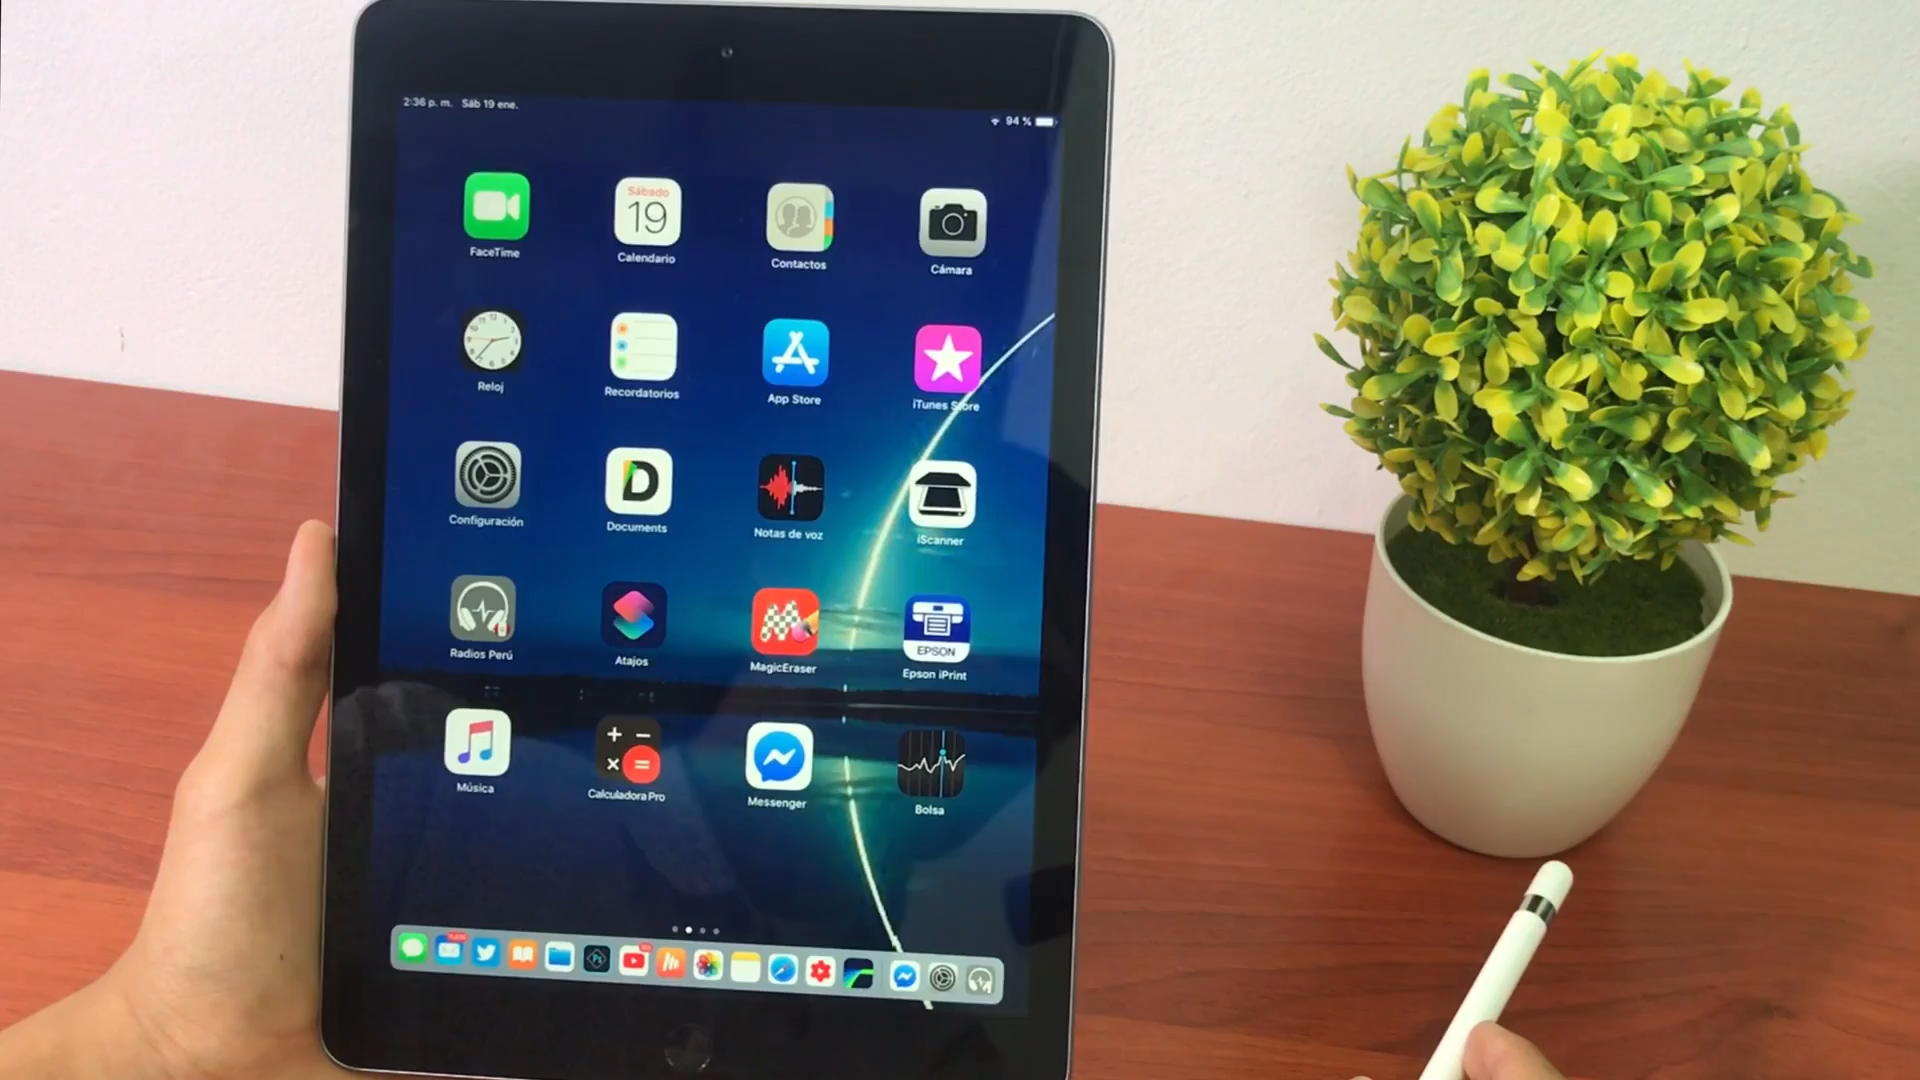 2:36 p. m. Sáb 19 ene.
94 %
Sábado
19
FaceTime
Calendario
Contactos
Cámara
Reloj
Recordatorios
App Store
iTunes Store
D
Configuración
Documents
Notas de voz
iScanner
EPSON
Radios Perú
Atajos
MagicEraser
Epson iPrint
Música
Calculadora Pro
Messenger
Bolsa
Ps